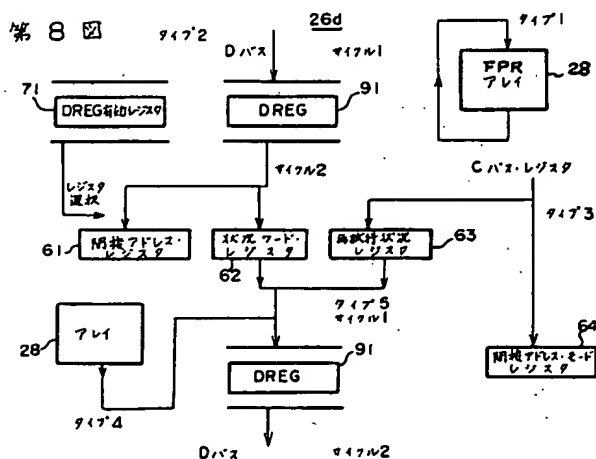 第 8 図
26d
タイプ2
Dバス
サイクル1
タイプ1
71
DREG有効レジスタ
DREG
91
FPR
アレイ
28
レジスタ
選択
サイクル2
Cバス・レジスタ
タイプ3
61
間接アドレス・
レジスタ
状況ワード・
レジスタ
62
再試行状況
レジスタ
63
タイプ5
サイクル1
アレイ
28
DREG
91
64
間接アドレス・モード
レジスタ
タイプ4
Dバス
サイクル2